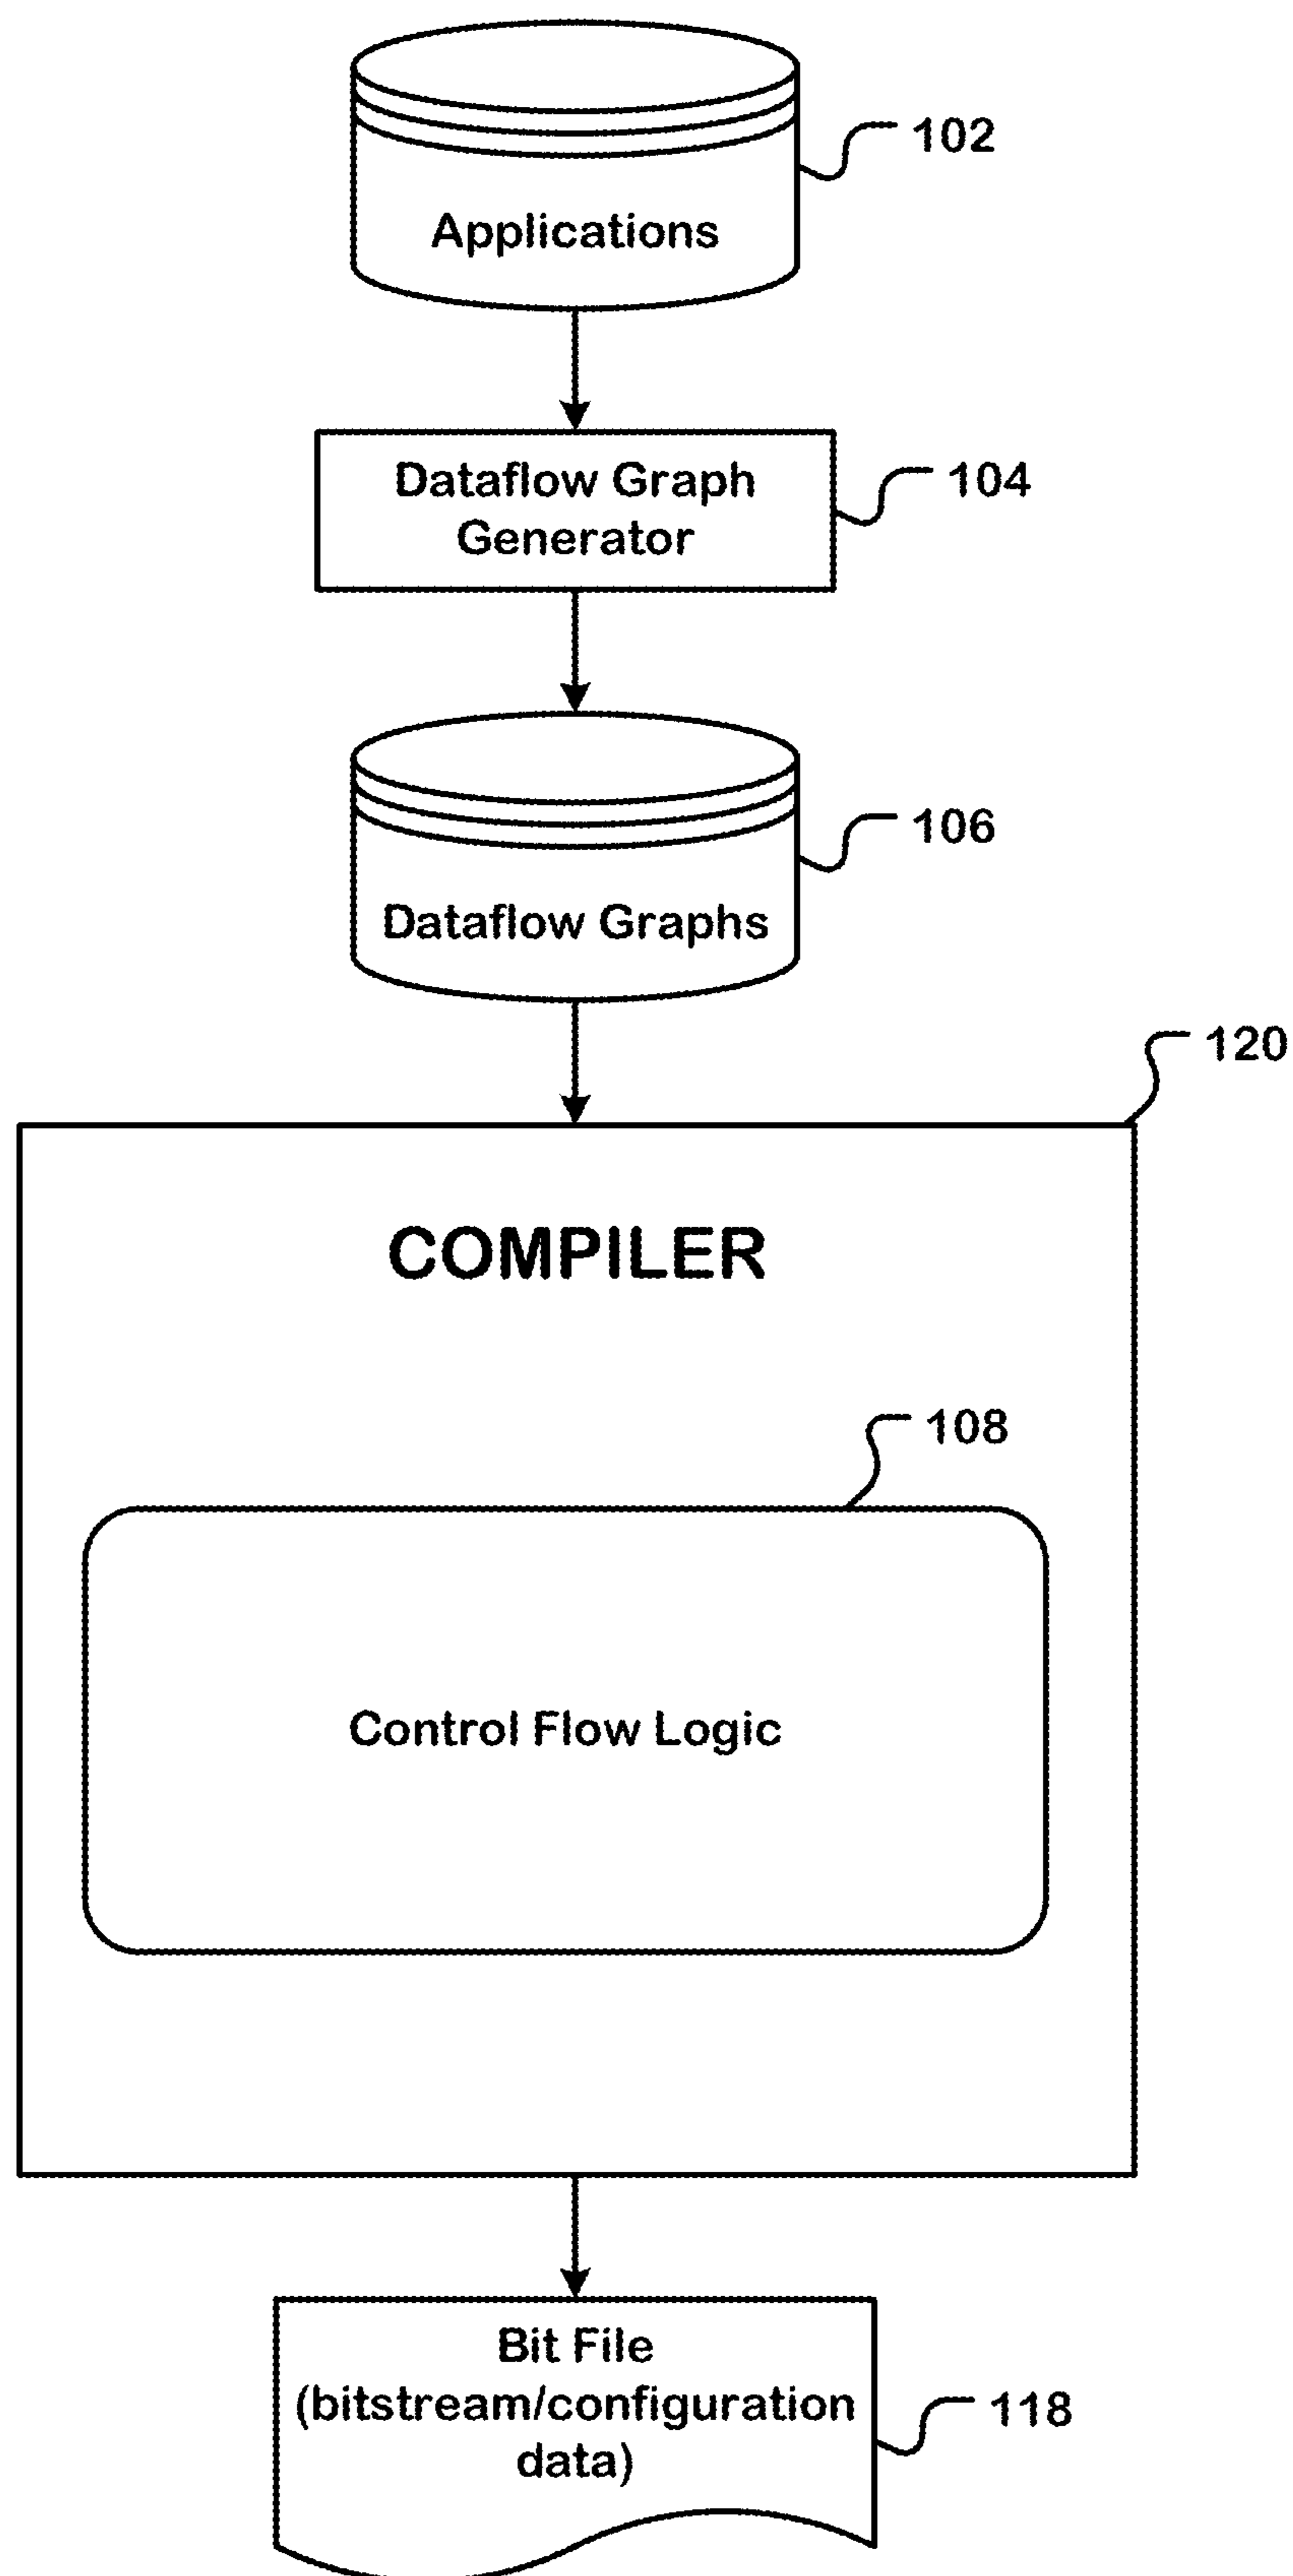 102
Applications
Dataflow Graph
Generator
104
106
Dataflow Graphs
120
COMPILER
108
Control Flow Logic
Bit File
(bitstream/configuration
data)
118